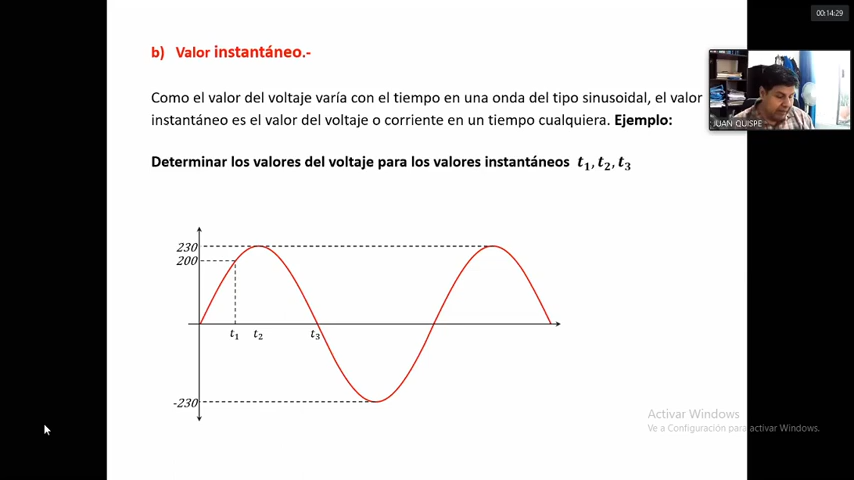 00:14:29
b) Valor instantáneo.-
Como el valor del voltaje varía con el tiempo en una onda del tipo sinusoidal, el valor
instantáneo es el valor del voltaje o corriente en un tiempo cualquiera. Ejemplo:
JUAN QUISPE
Determinar los valores del voltaje para los valores instantáneos t₁, t₂, t₃
230
200
t₁ t₂ t₃
-230
Activar Windows
Ve a Configuración para activar Windows.